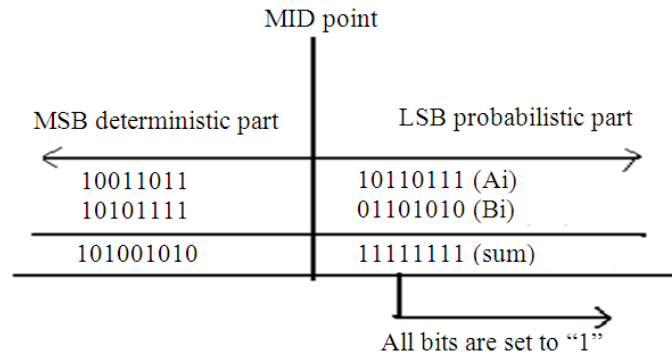 MID point
MSB deterministic part
LSB probabilistic part
10011011
10110111 (Ai)
10101111
01101010 (Bi)
101001010
11111111 (sum)
All bits are set to “1”